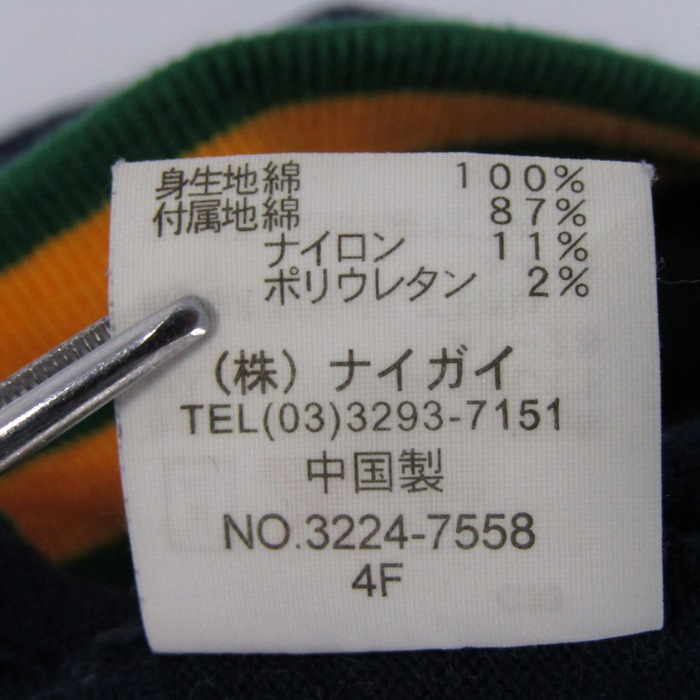 身生地綿 100%
付属地綿 87%
ナイロン 11%
ポリウレタン 2%
(株)ナイガイ
TEL(03)3293-7151
中国製
NO.3224-7558
4F